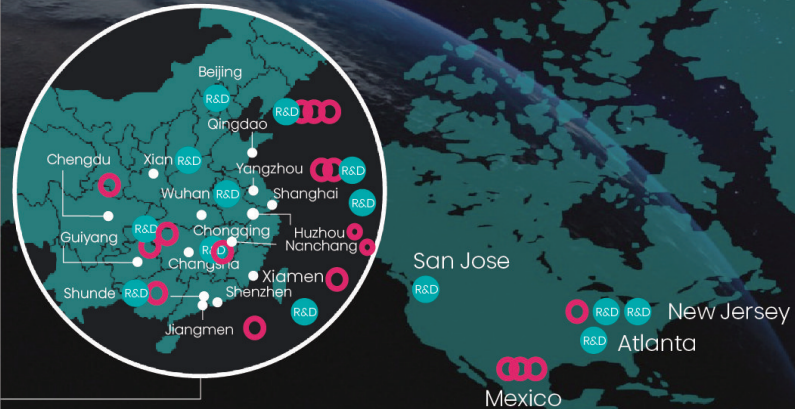 Beijing
R&D
R&D
Qingdao
Chengdu
Xian R&D
Yangzhou R&D
Wuhan R&D
Shanghai R&D
R&D
Chongqing
Guiyang
Huzhou
Nanchang
R&D
Changsha
Xiamen
Shunde R&D
Shenzhen
R&D
Jiangmen
San Jose
R&D
R&D R&D New Jersey
R&D Atlanta
Mexico